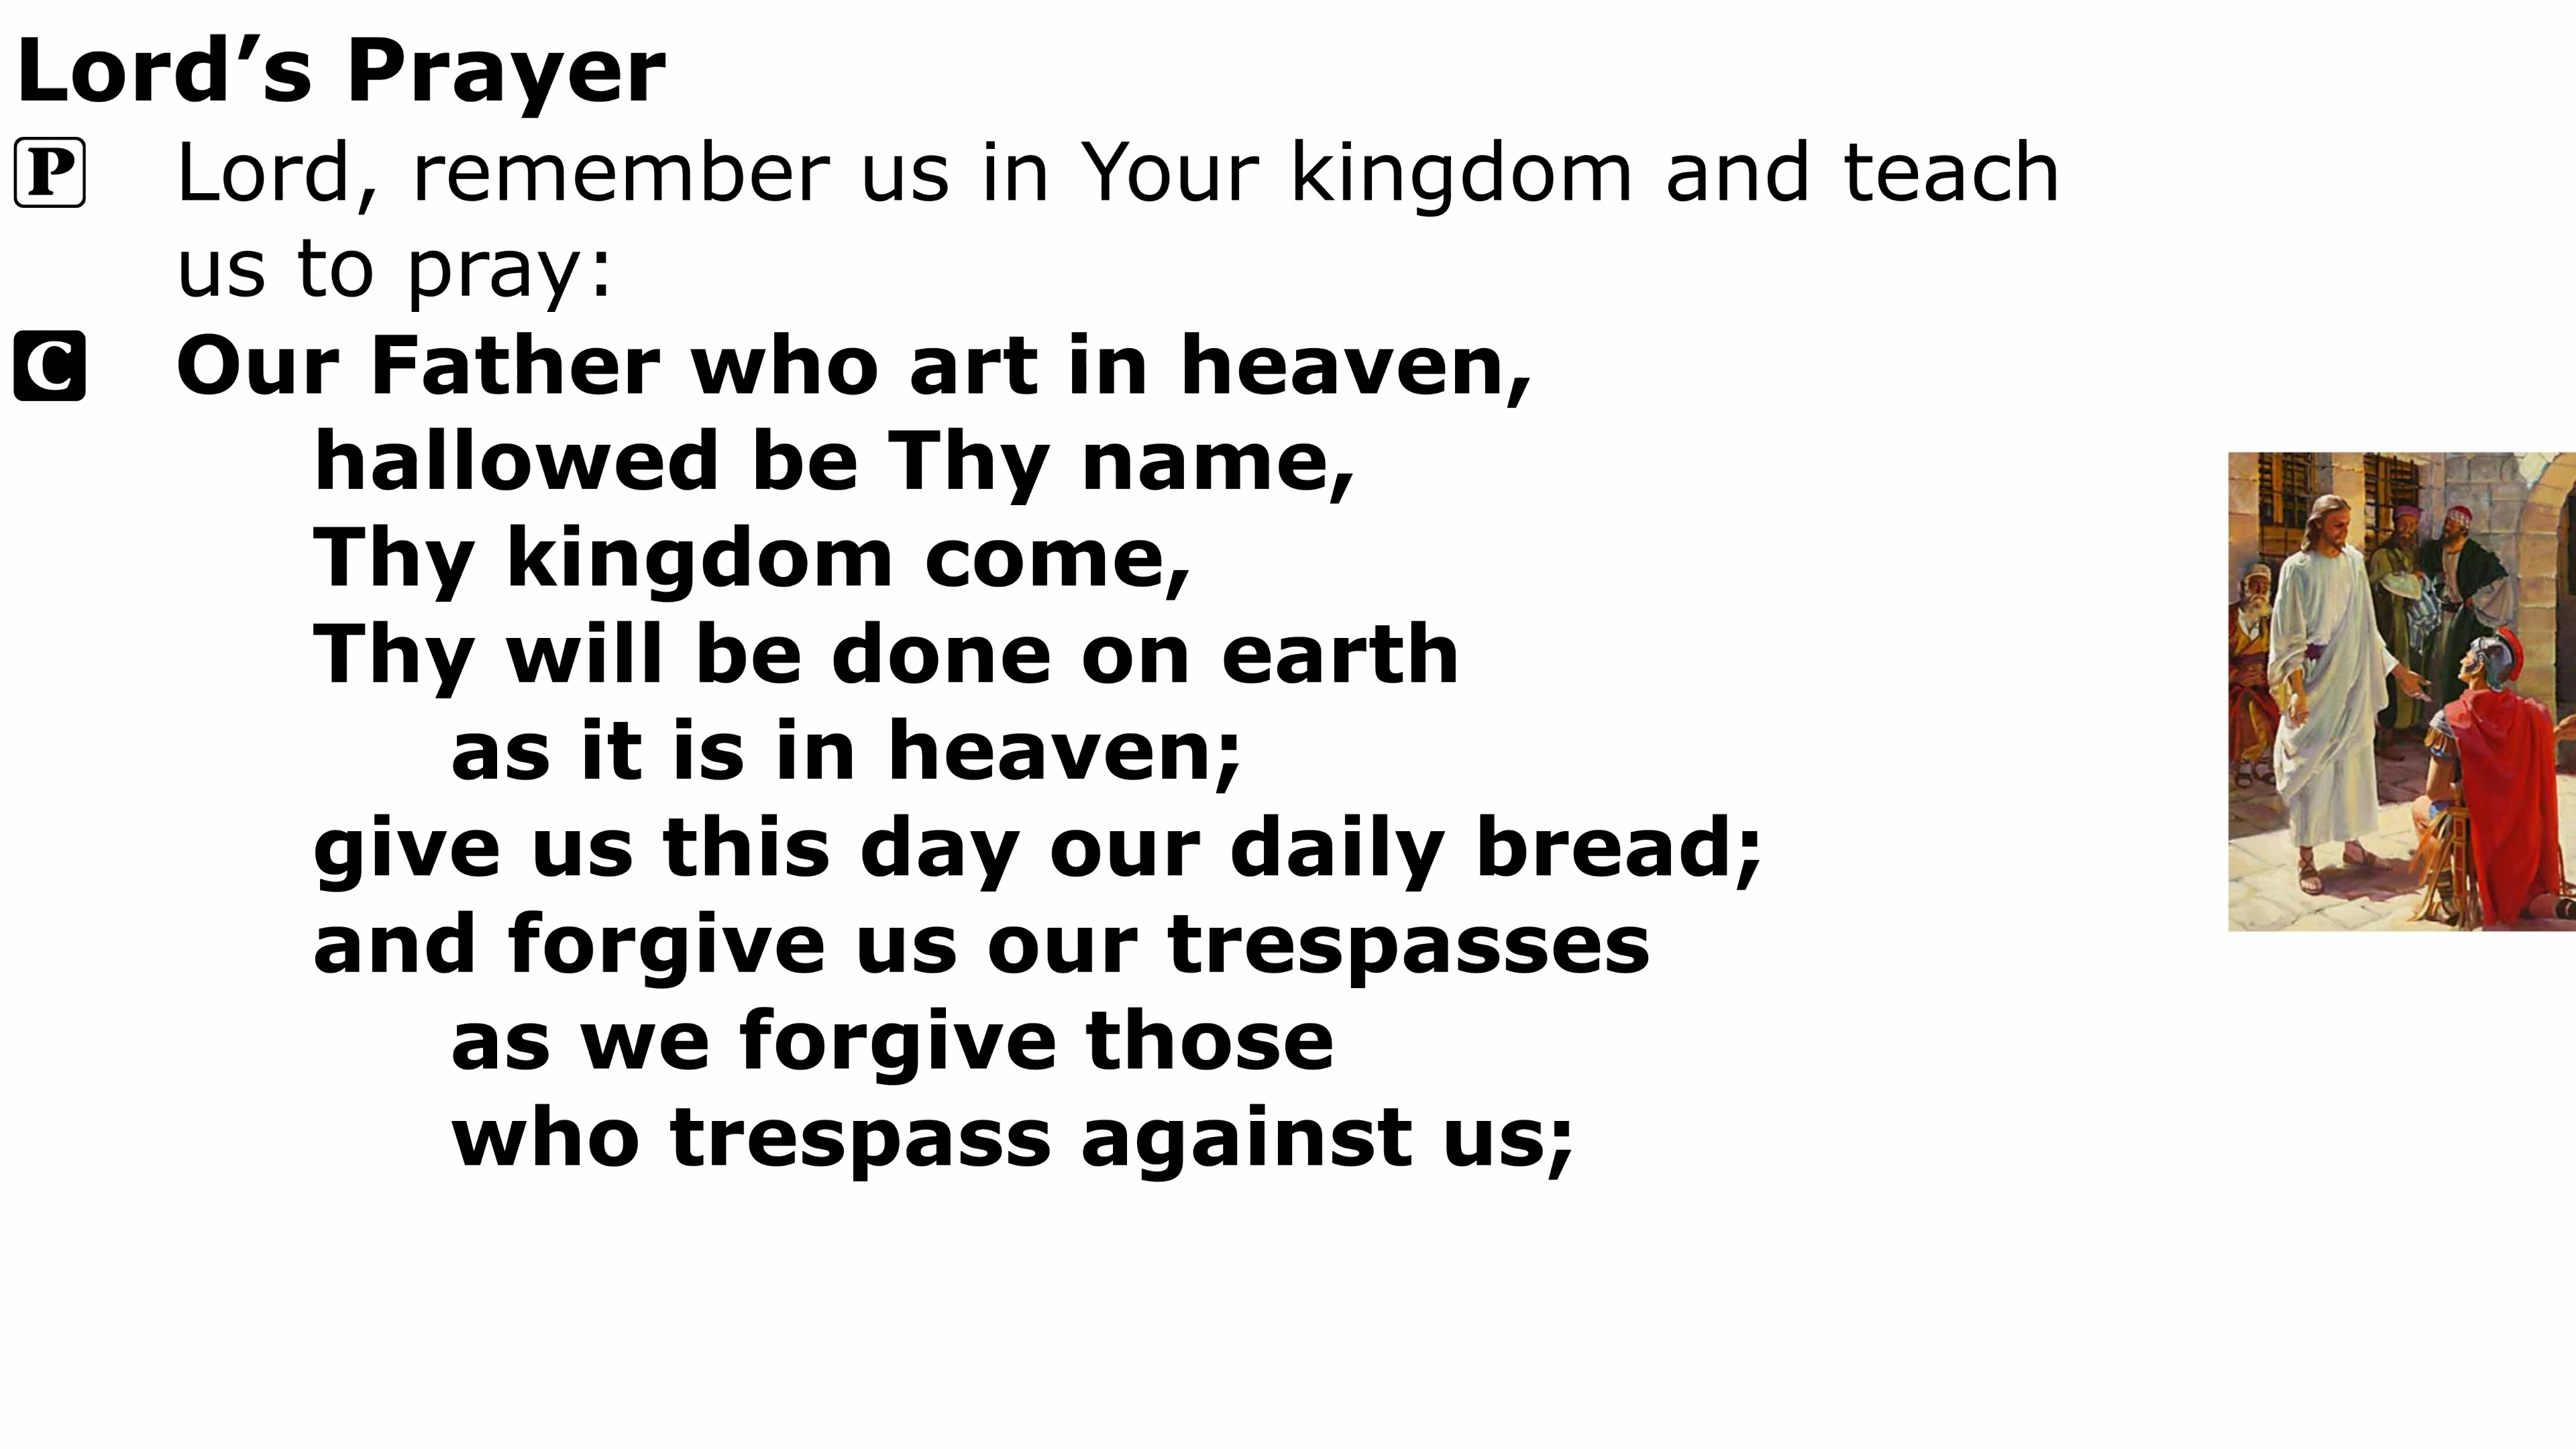 Lord’s Prayer
P Lord, remember us in Your kingdom and teach
us to pray:
C Our Father who art in heaven,
hallowed be Thy name,
Thy kingdom come,
Thy will be done on earth
as it is in heaven;
give us this day our daily bread;
and forgive us our trespasses
as we forgive those
who trespass against us;